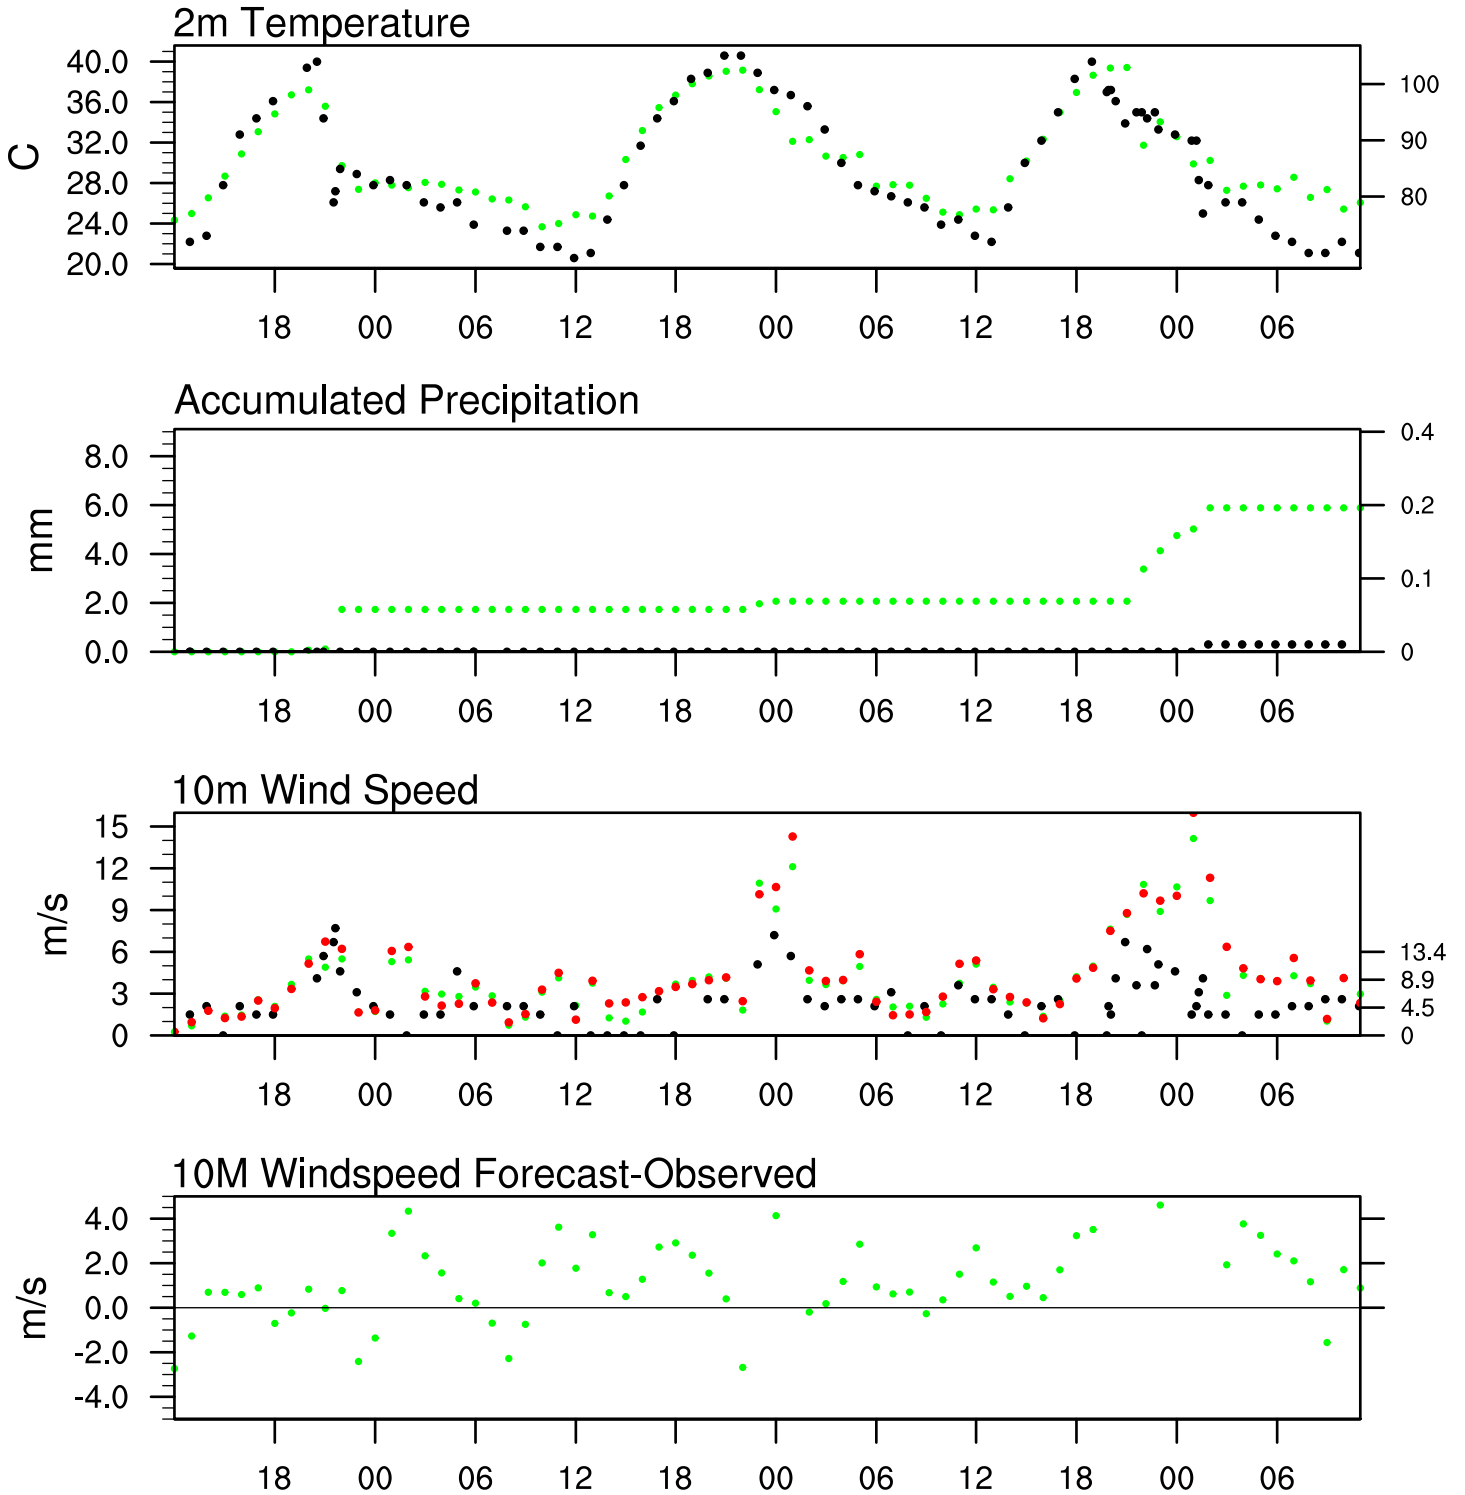 2m Temperature
40.0
36.0
32.0
28.0
24.0
20.0
C
100
90
80
18 00 06 12 18 00 06 12 18 00 06
Accumulated Precipitation
8.0
6.0
4.0
2.0
0.0
mm
0.4
0.2
0.1
0
18 00 06 12 18 00 06 12 18 00 06
10m Wind Speed
15
12
9
6
3
0
m/s
13.4
8.9
4.5
0
18 00 06 12 18 00 06 12 18 00 06
10M Windspeed Forecast-Observed
4.0
2.0
0.0
-2.0
-4.0
m/s
18 00 06 12 18 00 06 12 18 00 06